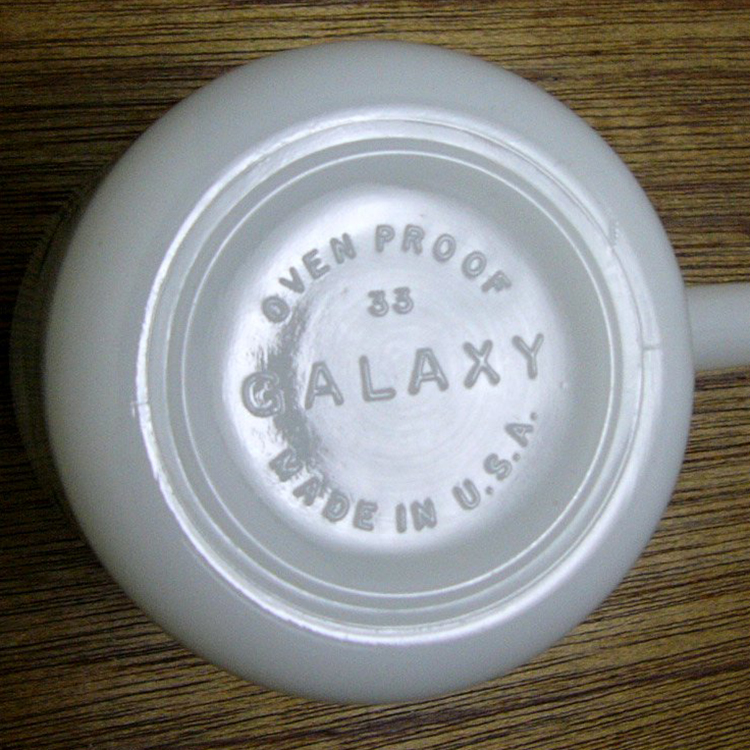 OVEN PROOF
33
GALAXY
MADE IN U.S.A.